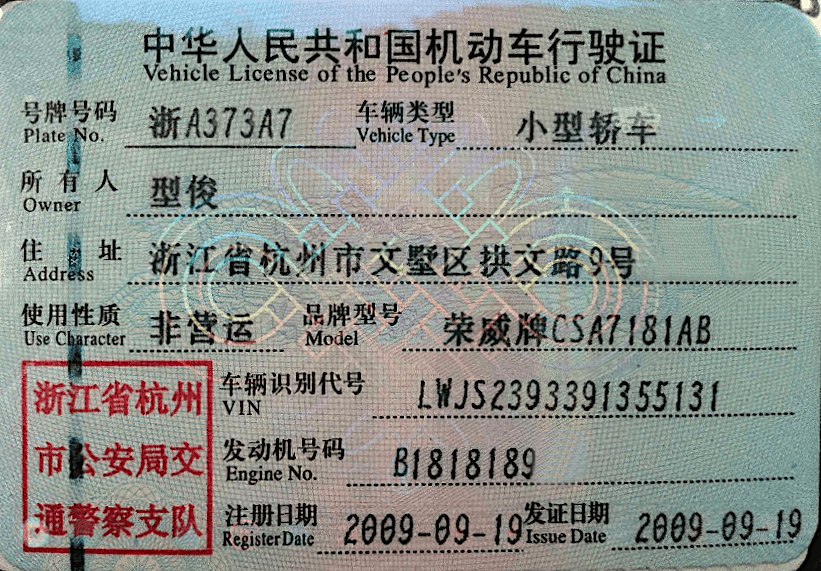 中华人民共和国机动车行驶证
Vehicle License of the People's Republic of China
号牌号码 浙A373A7 车辆类型 小型轿车
Plate No. Vehicle Type
所有人 型俊
Owner
住址 浙江省杭州市文墅区拱文路9号
Address
使用性质 非营运 品牌型号 荣威牌CSA7181AB
Use Character Model
浙江省杭州
市公安局交
通警察支队
车辆识别代号 LWJS2393391355131
VIN
发动机号码 B1818189
Engine No.
注册日期 2009-09-19 发证日期 2009-09-19
Register Date Issue Date